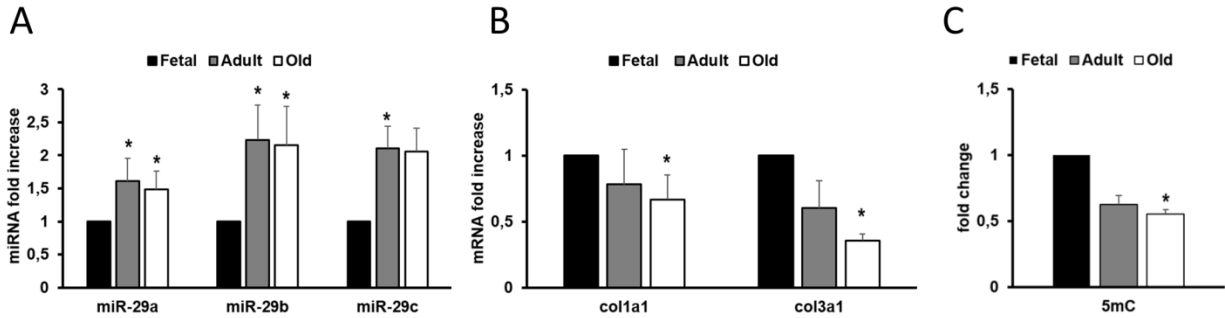 A
Fetal Adult Old
miRNA fold increase
3
2,5
2
1,5
1
0,5
0
* * * * *
miR-29a miR-29b miR-29c
B
Fetal Adult Old
mRNA fold increase
1,5
1
0,5
0
* *
col1a1 col3a1
C
Fetal Adult Old
fold change
1,5
1
0,5
0
*
5mC